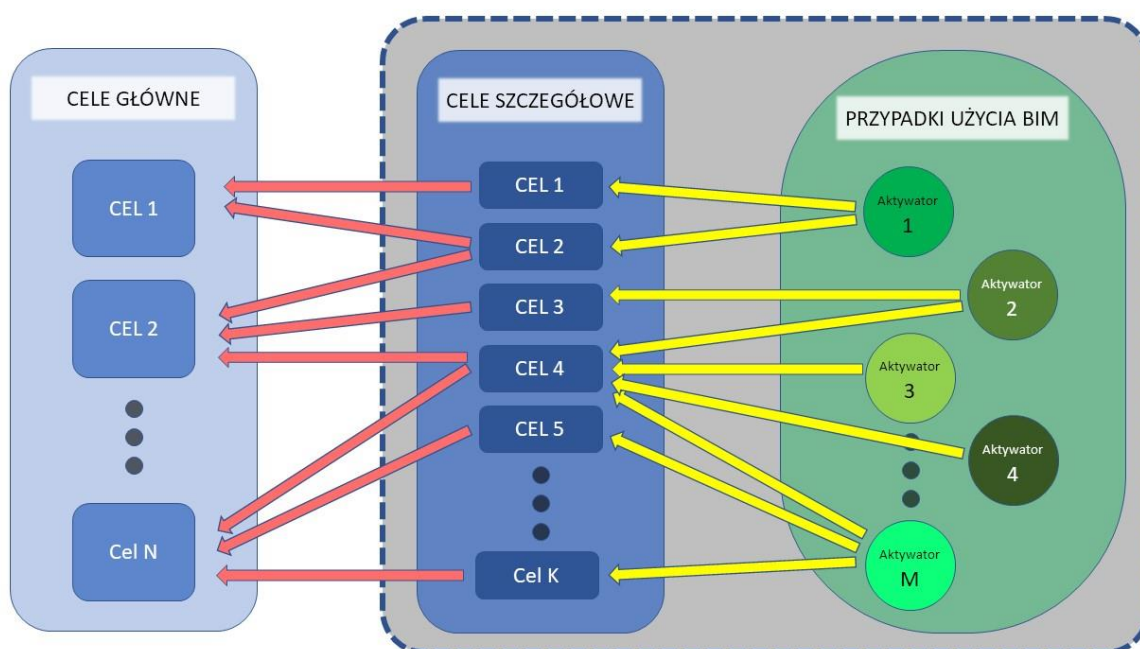 CELE GŁÓWNE
CEL 1
CEL 2
Cel N
CELE SZCZEGÓŁOWE
CEL 1
CEL 2
CEL 3
CEL 4
CEL 5
Cel K
PRZYPADKI UŻYCIA BIM
Aktywator
1
Aktywator
2
Aktywator
3
Aktywator
4
Aktywator
M